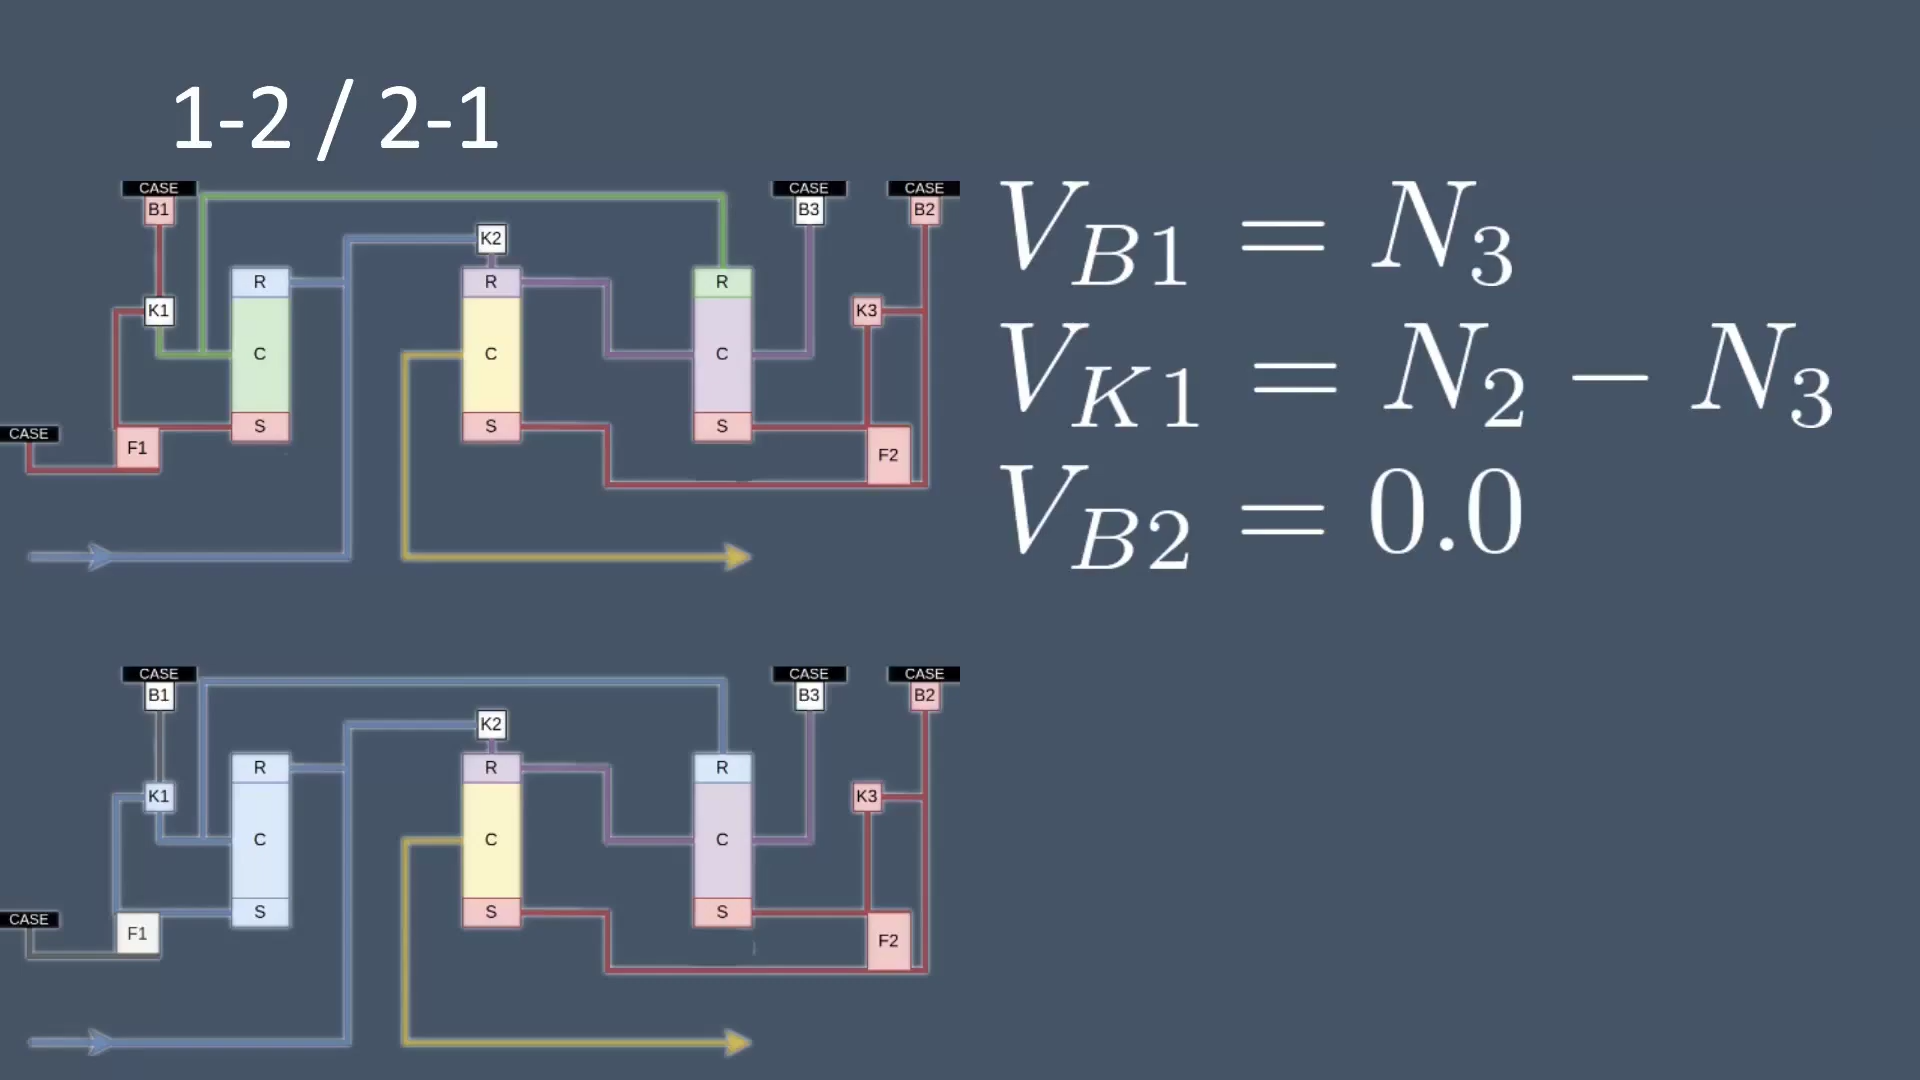 1-2 / 2-1
CASE CASE CASE
B1 B3 B2
K2
R R R
K1 K3
C C C
S S S
CASE
F1 F2
V_{B1} = N_3
V_{K1} = N_2 - N_3
V_{B2} = 0.0
CASE CASE CASE
B1 B3 B2
K2
R R R
K1 K3
C C C
S S S
CASE
F1 F2